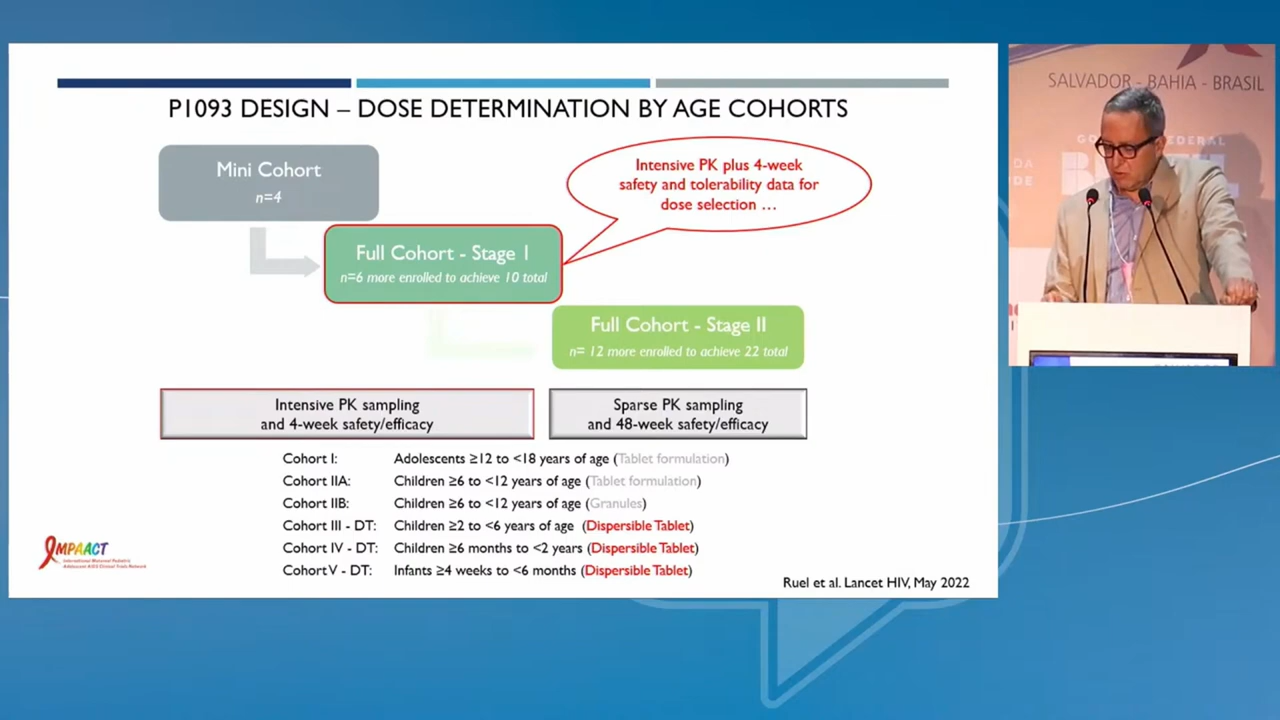 P1093 DESIGN – DOSE DETERMINATION BY AGE COHORTS
Mini Cohort
n=4
Intensive PK plus 4-week
safety and tolerability data for
dose selection …
Full Cohort - Stage I
n=6 more enrolled to achieve 10 total
Full Cohort - Stage II
n= 12 more enrolled to achieve 22 total
Intensive PK sampling
and 4-week safety/efficacy
Sparse PK sampling
and 48-week safety/efficacy
Cohort I: Adolescents ≥12 to <18 years of age (Tablet formulation)
Cohort IIA: Children ≥6 to <12 years of age (Tablet formulation)
Cohort IIB: Children ≥6 to <12 years of age (Granules)
Cohort III - DT: Children ≥2 to <6 years of age (Dispersible Tablet)
Cohort IV - DT: Children ≥6 months to <2 years (Dispersible Tablet)
Cohort V - DT: Infants ≥4 weeks to <6 months (Dispersible Tablet)
IMPAACT
International Maternal Pediatric
Adolescent AIDS Clinical Trials Network
Ruel et al. Lancet HIV, May 2022
SALVADOR - BAHIA - BRASIL